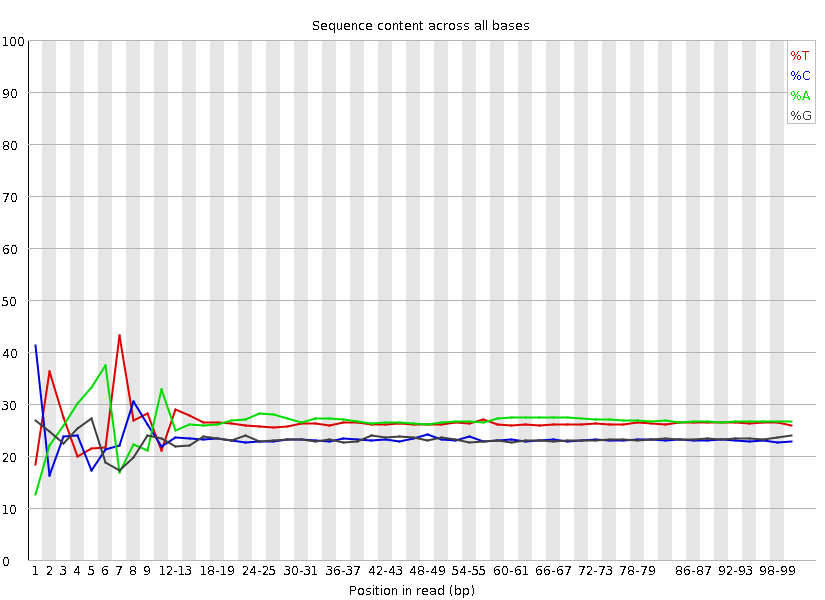 Sequence content across all bases
100
90
80
70
60
50
40
30
20
10
0
%T
%C
%A
%G
1 2 3 4 5 6 7 8 9 12-13 18-19 24-25 30-31 36-37 42-43 48-49 54-55 60-61 66-67 72-73 78-79 86-87 92-93 98-99
Position in read (bp)